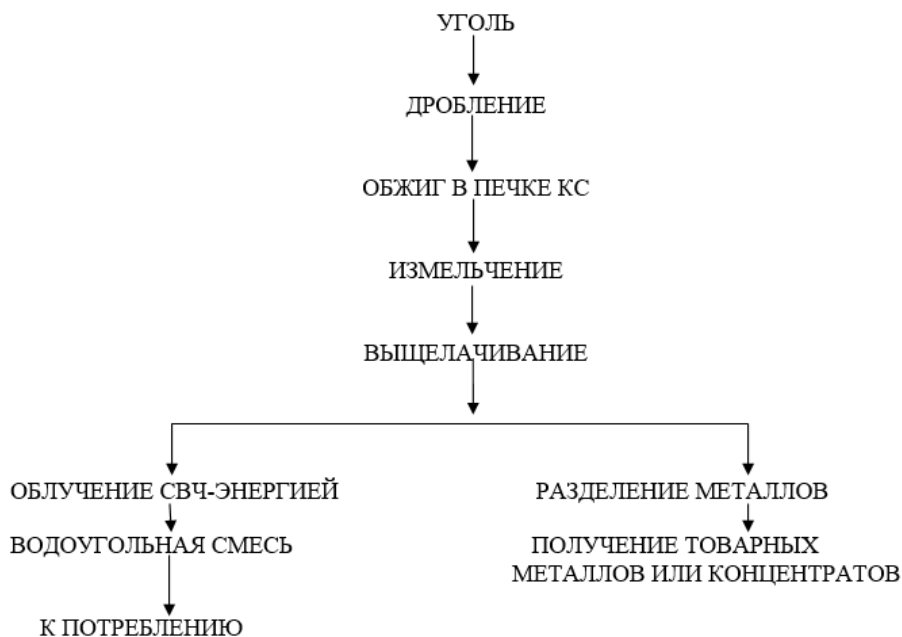 УГОЛЬ
ДРОБЛЕНИЕ
ОБЖИГ В ПЕЧКЕ КС
ИЗМЕЛЬЧЕНИЕ
ВЫЩЕЛАЧИВАНИЕ
ОБЛУЧЕНИЕ СВЧ-ЭНЕРГИЕЙ
ВОДОУГОЛЬНАЯ СМЕСЬ
К ПОТРЕБЛЕНИЮ
РАЗДЕЛЕНИЕ МЕТАЛЛОВ
ПОЛУЧЕНИЕ ТОВАРНЫХ
МЕТАЛЛОВ ИЛИ КОНЦЕНТРАТОВ